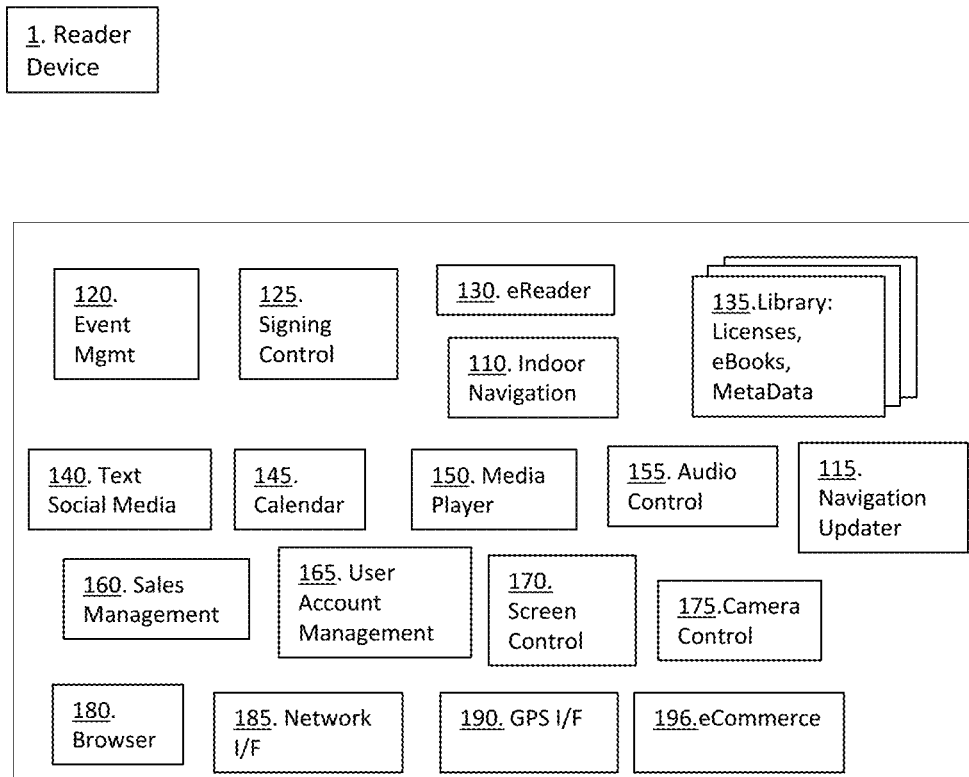 1. Reader
Device
120.
Event
Mgmt
125.
Signing
Control
130. eReader
110. Indoor
Navigation
135.Library:
Licenses,
eBooks,
MetaData
140. Text
Social Media
145.
Calendar
150. Media
Player
155. Audio
Control
115.
Navigation
Updater
160. Sales
Management
165. User
Account
Management
170.
Screen
Control
175.Camera
Control
180.
Browser
185. Network
I/F
190. GPS I/F
196.eCommerce